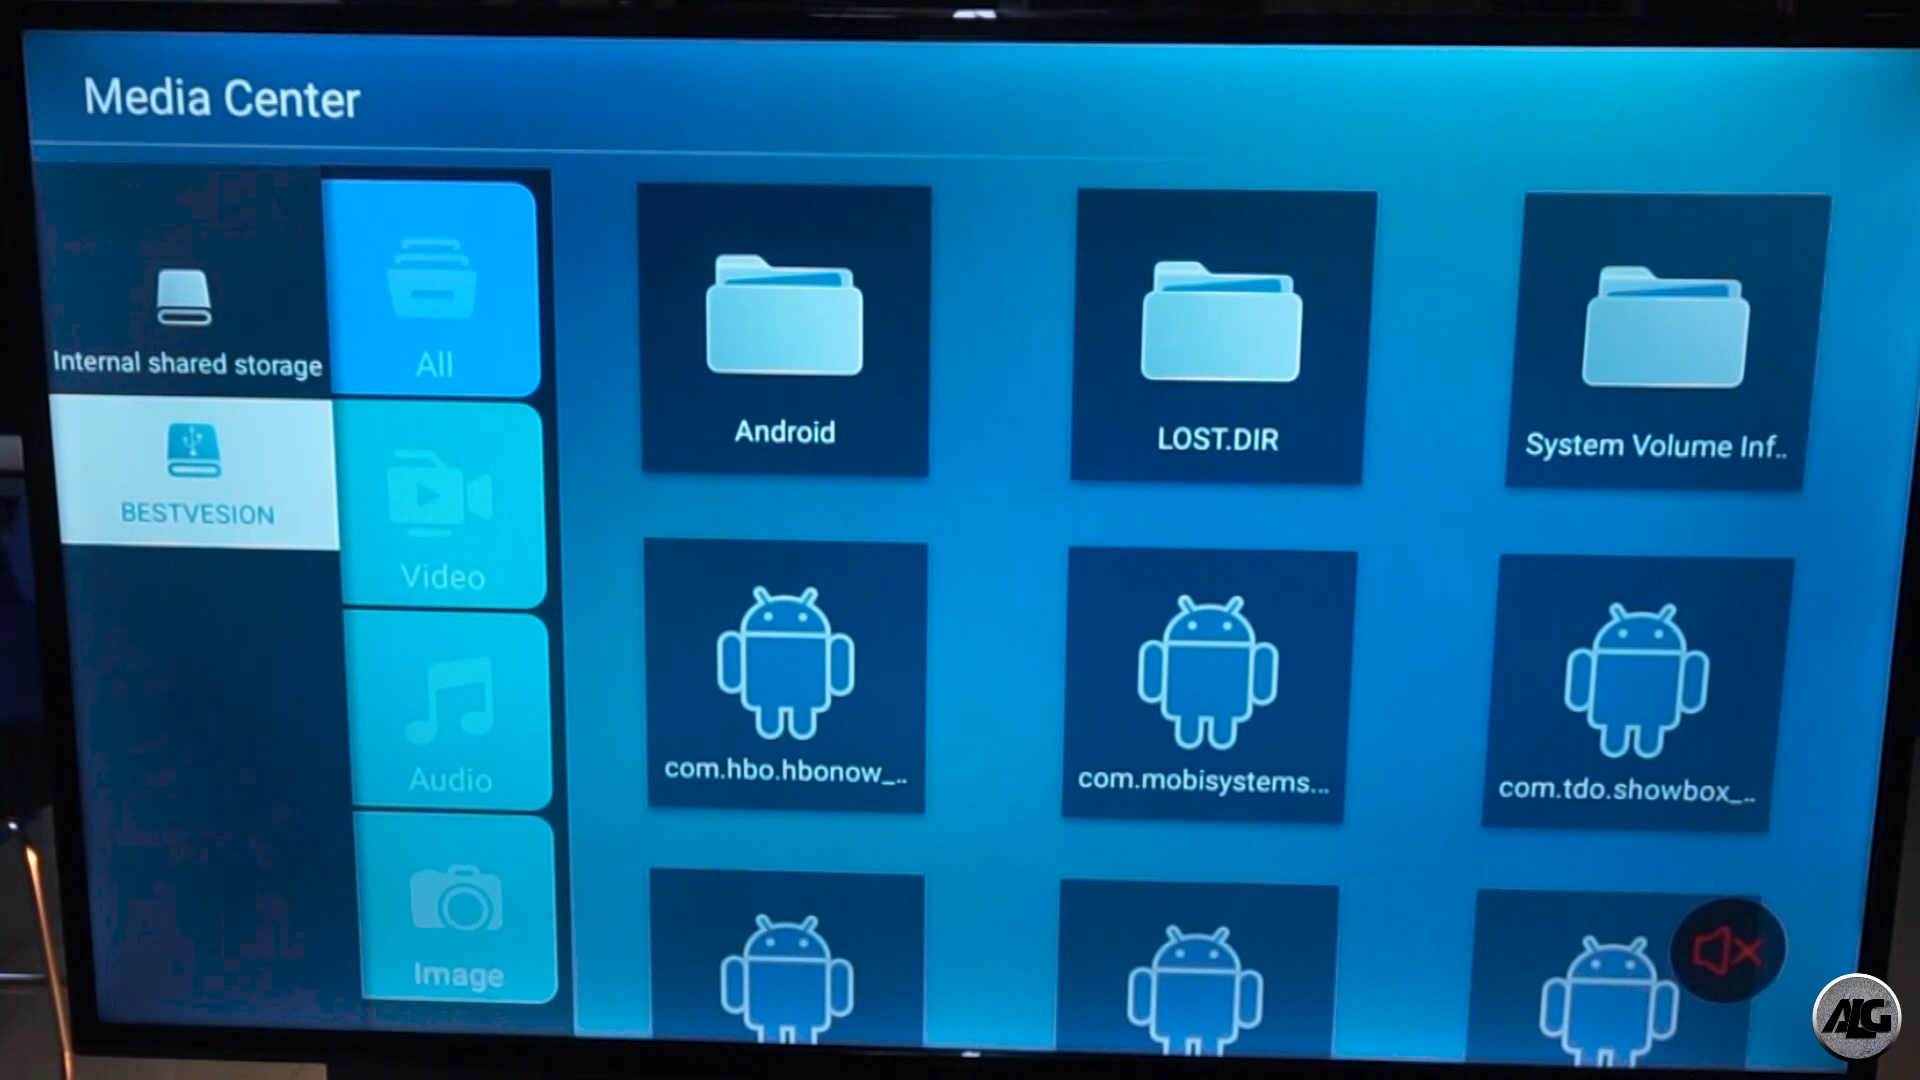 Media Center
Internal shared storage
BESTVESION
All
Video
Audio
Image
Android
LOST.DIR
System Volume Inf..
com.hbo.hbonow_..
com.mobisystems...
com.tdo.showbox_..
ALG